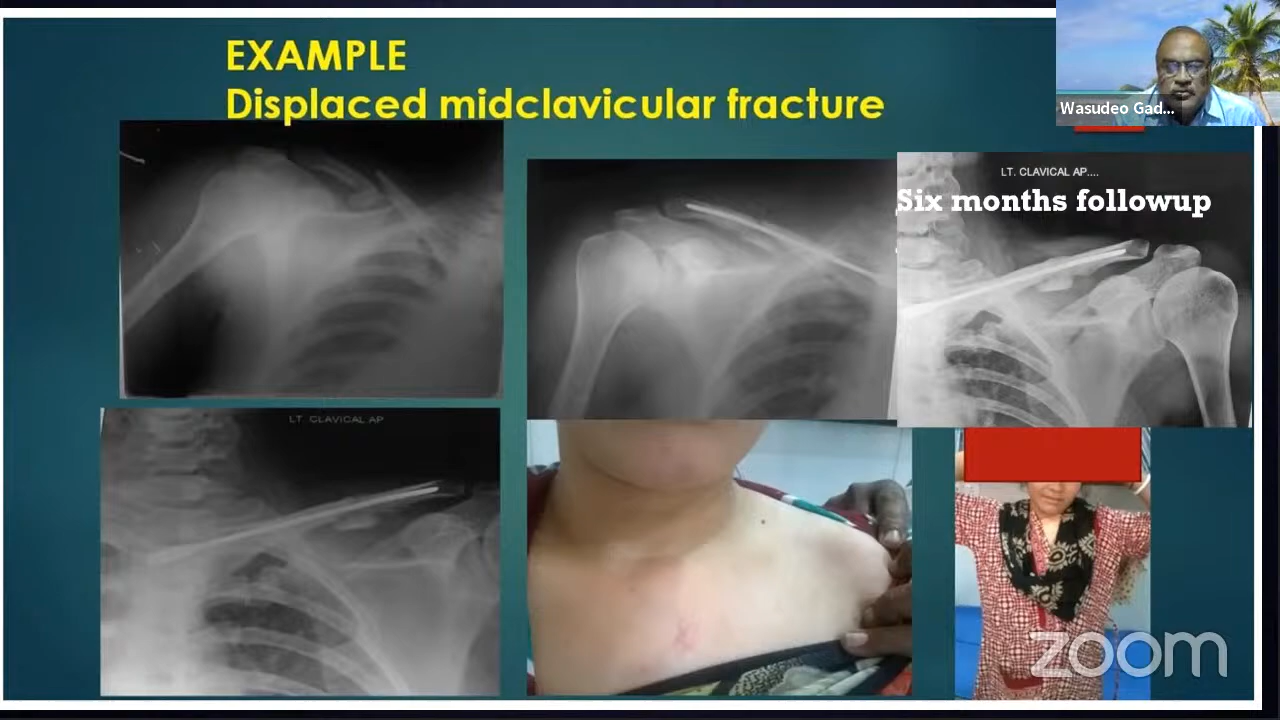 EXAMPLE
Displaced midclavicular fracture
Wasudeo Gad...
LT. CLAVICAL AP....
Six months followup
LT. CLAVICAL AP
zoom